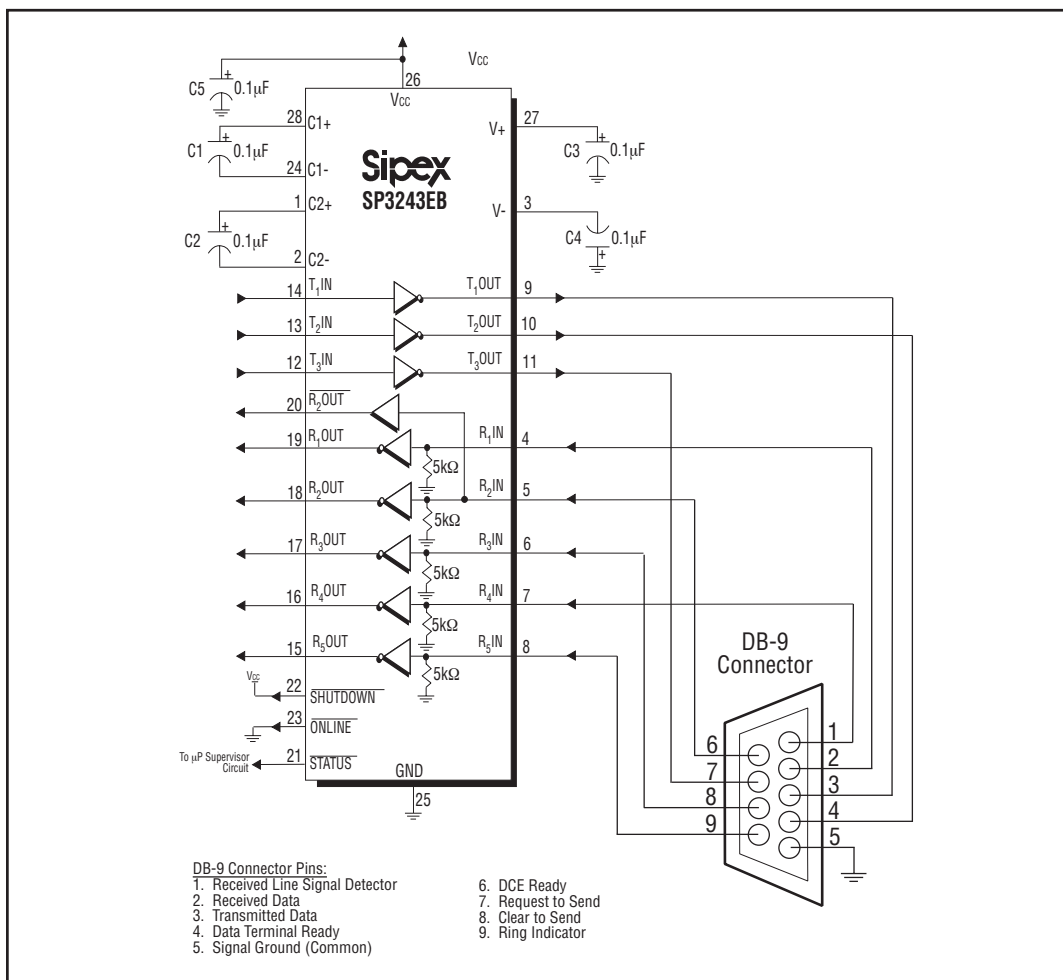 VCC
26
C5 + 0.1µF
VCC
28 C1+
V+ 27
C1 + 0.1µF
C3 + 0.1µF
24 C1-
Sipex
SP3243EB
1 C2+
V- 3
C2 + 0.1µF
C4 0.1µF +
2 C2-
14 T1IN T1OUT 9
13 T2IN T2OUT 10
12 T3IN T3OUT 11
20 R2OUT
19 R1OUT R1IN 4
5kΩ
18 R2OUT R2IN 5
5kΩ
17 R3OUT R3IN 6
5kΩ
16 R4OUT R4IN 7
5kΩ
15 R5OUT R5IN 8
5kΩ
VCC
22 SHUTDOWN
23 ONLINE
To µP Supervisor
Circuit
21 STATUS
GND
25
DB-9
Connector
6
7
8
9
1
2
3
4
5
DB-9 Connector Pins:
1. Received Line Signal Detector
2. Received Data
3. Transmitted Data
4. Data Terminal Ready
5. Signal Ground (Common)
6. DCE Ready
7. Request to Send
8. Clear to Send
9. Ring Indicator